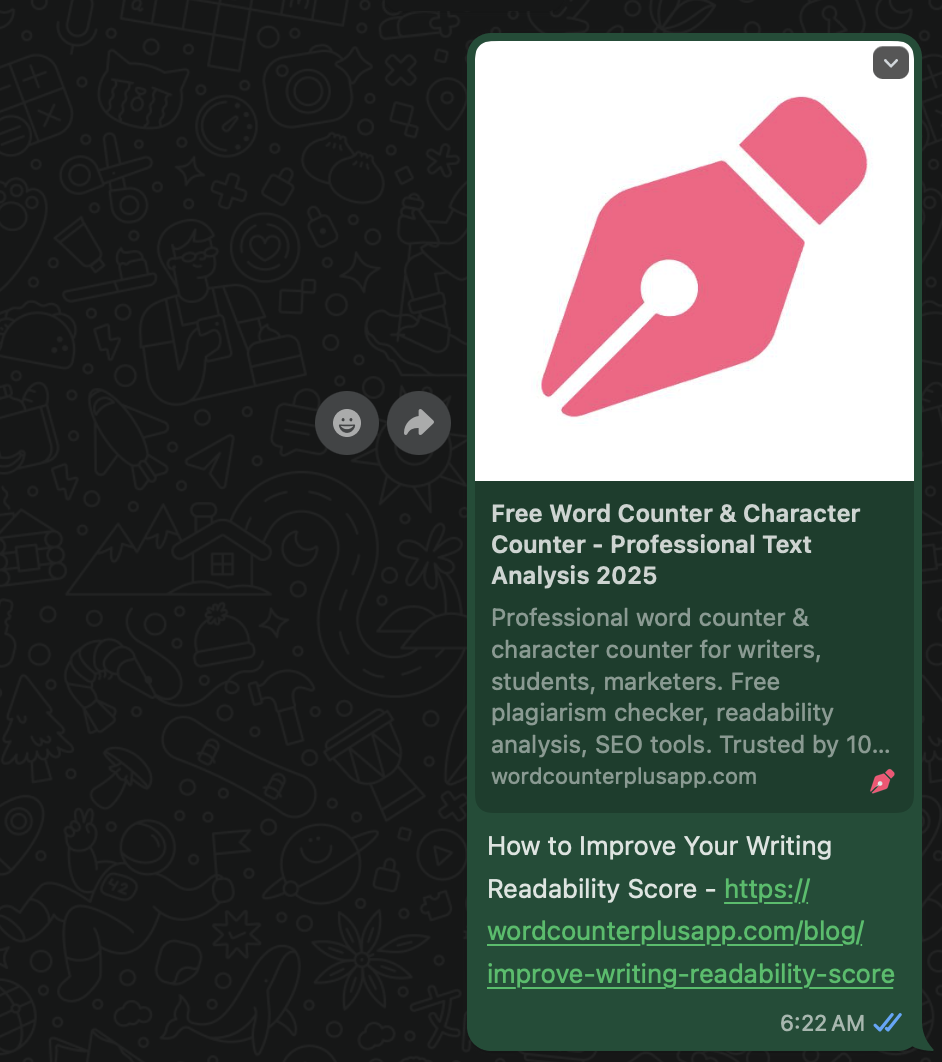 Free Word Counter & Character
Counter - Professional Text
Analysis 2025
Professional word counter &
character counter for writers,
students, marketers. Free
plagiarism checker, readability
analysis, SEO tools. Trusted by 10...
wordcounterplusapp.com
How to Improve Your Writing
Readability Score - https://
wordcounterplusapp.com/blog/
improve-writing-readability-score
6:22 AM
42